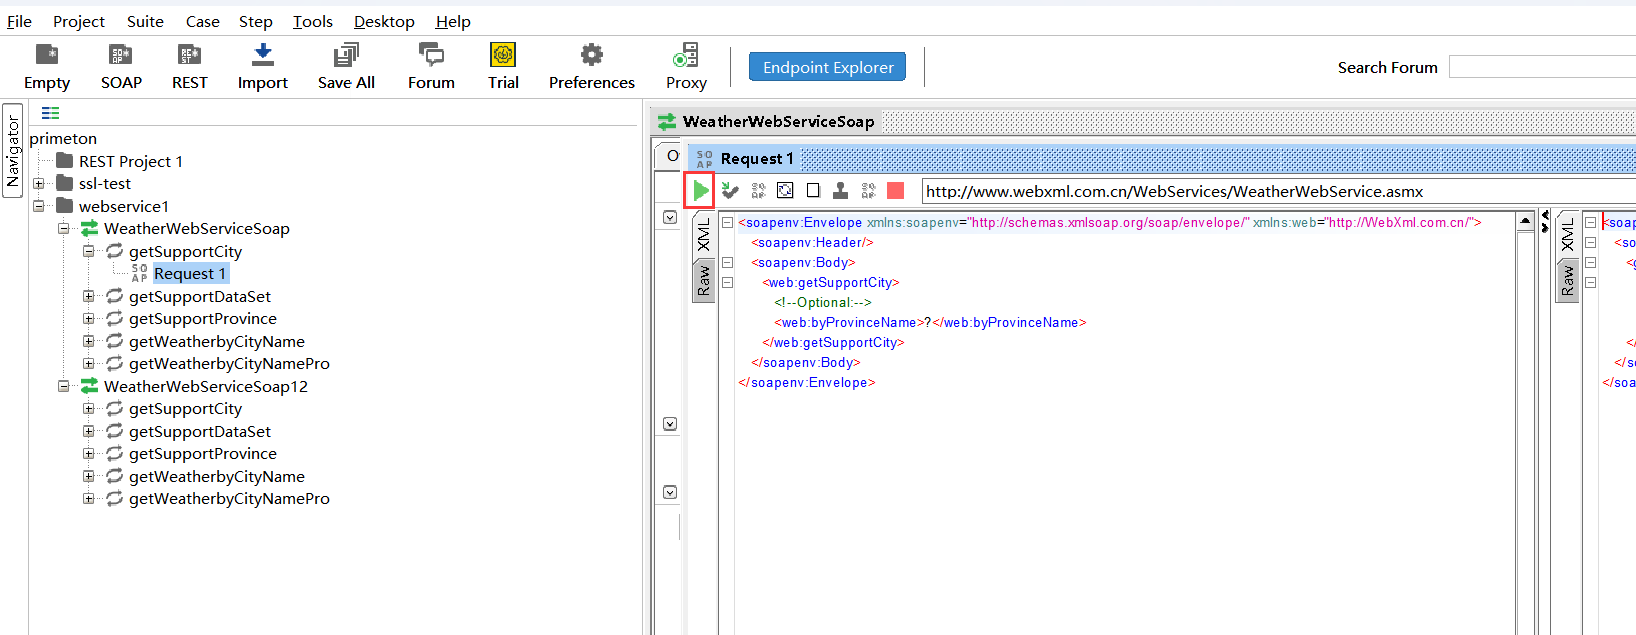 File Project Suite Case Step Tools Desktop Help
Empty SOAP REST Import Save All Forum Trial Preferences Proxy Endpoint Explorer Search Forum
Navigator
primeton
REST Project 1
ssl-test
webservice1
WeatherWebServiceSoap
getSupportCity
SO AP Request 1
getSupportDataSet
getSupportProvince
getWeatherbyCityName
getWeatherbyCityNamePro
WeatherWebServiceSoap12
getSupportCity
getSupportDataSet
getSupportProvince
getWeatherbyCityName
getWeatherbyCityNamePro
WeatherWebServiceSoap
SO AP Request 1
http://www.webxml.com.cn/WebServices/WeatherWebService.asmx
XML
Raw
<soapenv:Envelope xmlns:soapenv="http://schemas.xmlsoap.org/soap/envelope/" xmlns:web="http://WebXml.com.cn/">
<soapenv:Header/>
<soapenv:Body>
<web:getSupportCity>
<!--Optional:-->
<web:byProvinceName>?</web:byProvinceName>
</web:getSupportCity>
</soapenv:Body>
</soapenv:Envelope>
XML
Raw